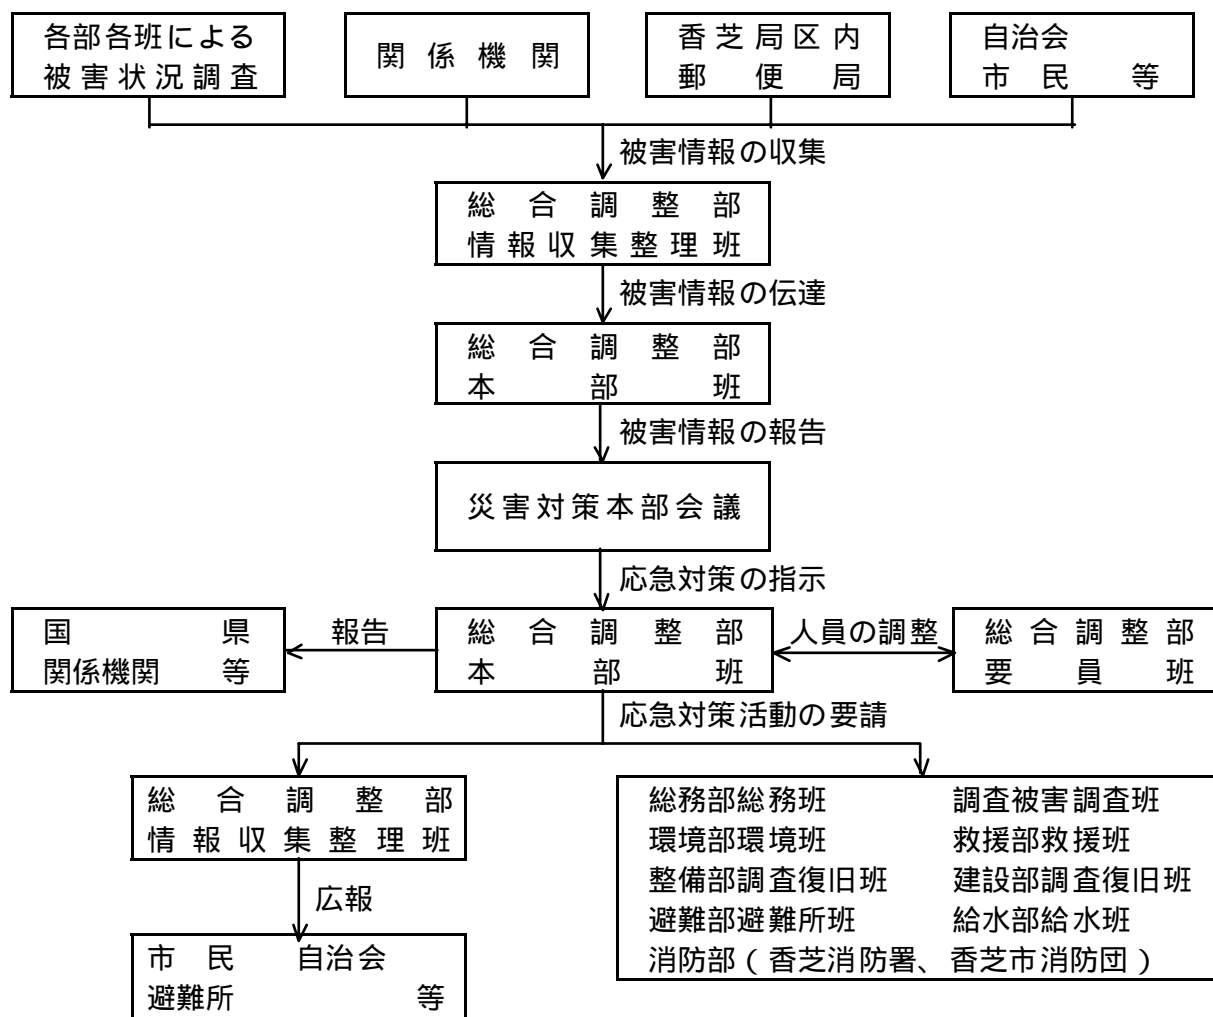 各部各班による
被害状況調査
関係機関
香芝局区内
郵便局
自治会
市民等
被害情報の収集
総合調整部
情報収集整理班
被害情報の伝達
総合調整部
本部班
被害情報の報告
災害対策本部会議
応急対策の指示
国県
関係機関等
報告
総合調整部
本部班
人員の調整
総合調整部
要員班
応急対策活動の要請
総合調整部
情報収集整理班
広報
市民 自治会
避難所等
総務部総務班 調査被害調査班
環境部環境班 救援部救援班
整備部調査復旧班 建設部調査復旧班
避難部避難所班 給水部給水班
消防部(香芝消防署、香芝市消防団)